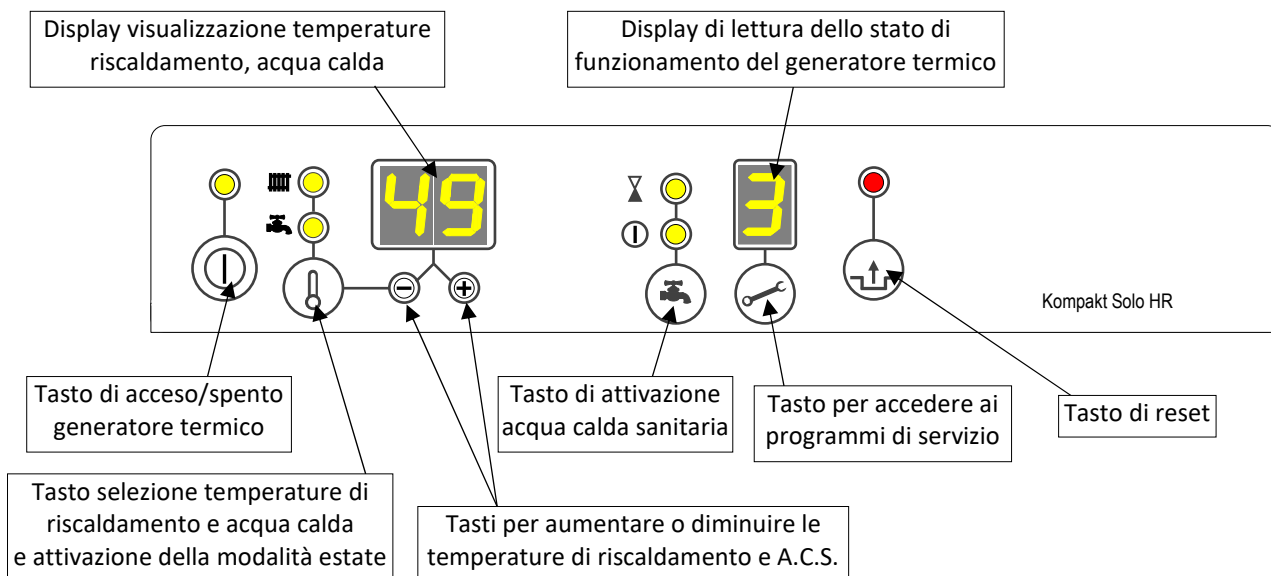 Display visualizzazione temperature
riscaldamento, acqua calda
Display di lettura dello stato di
funzionamento del generatore termico
49
3
Kompakt Solo HR
Tasto di acceso/spento
generatore termico
Tasto di attivazione
acqua calda sanitaria
Tasto per accedere ai
programmi di servizio
Tasto di reset
Tasto selezione temperature di
riscaldamento e acqua calda
e attivazione della modalità estate
Tasti per aumentare o diminuire le
temperature di riscaldamento e A.C.S.